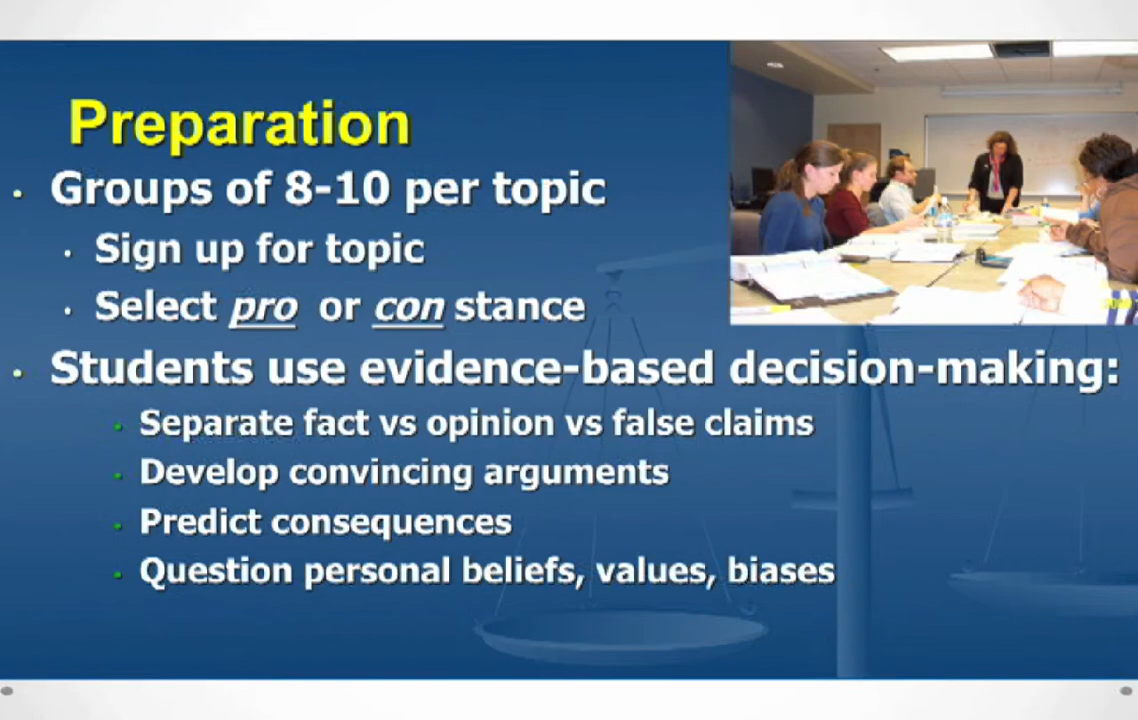 Preparation
Groups of 8-10 per topic
Sign up for topic
Select pro or con stance
Students use evidence-based decision-making:
Separate fact vs opinion vs false claims
Develop convincing arguments
Predict consequences
Question personal beliefs, values, biases